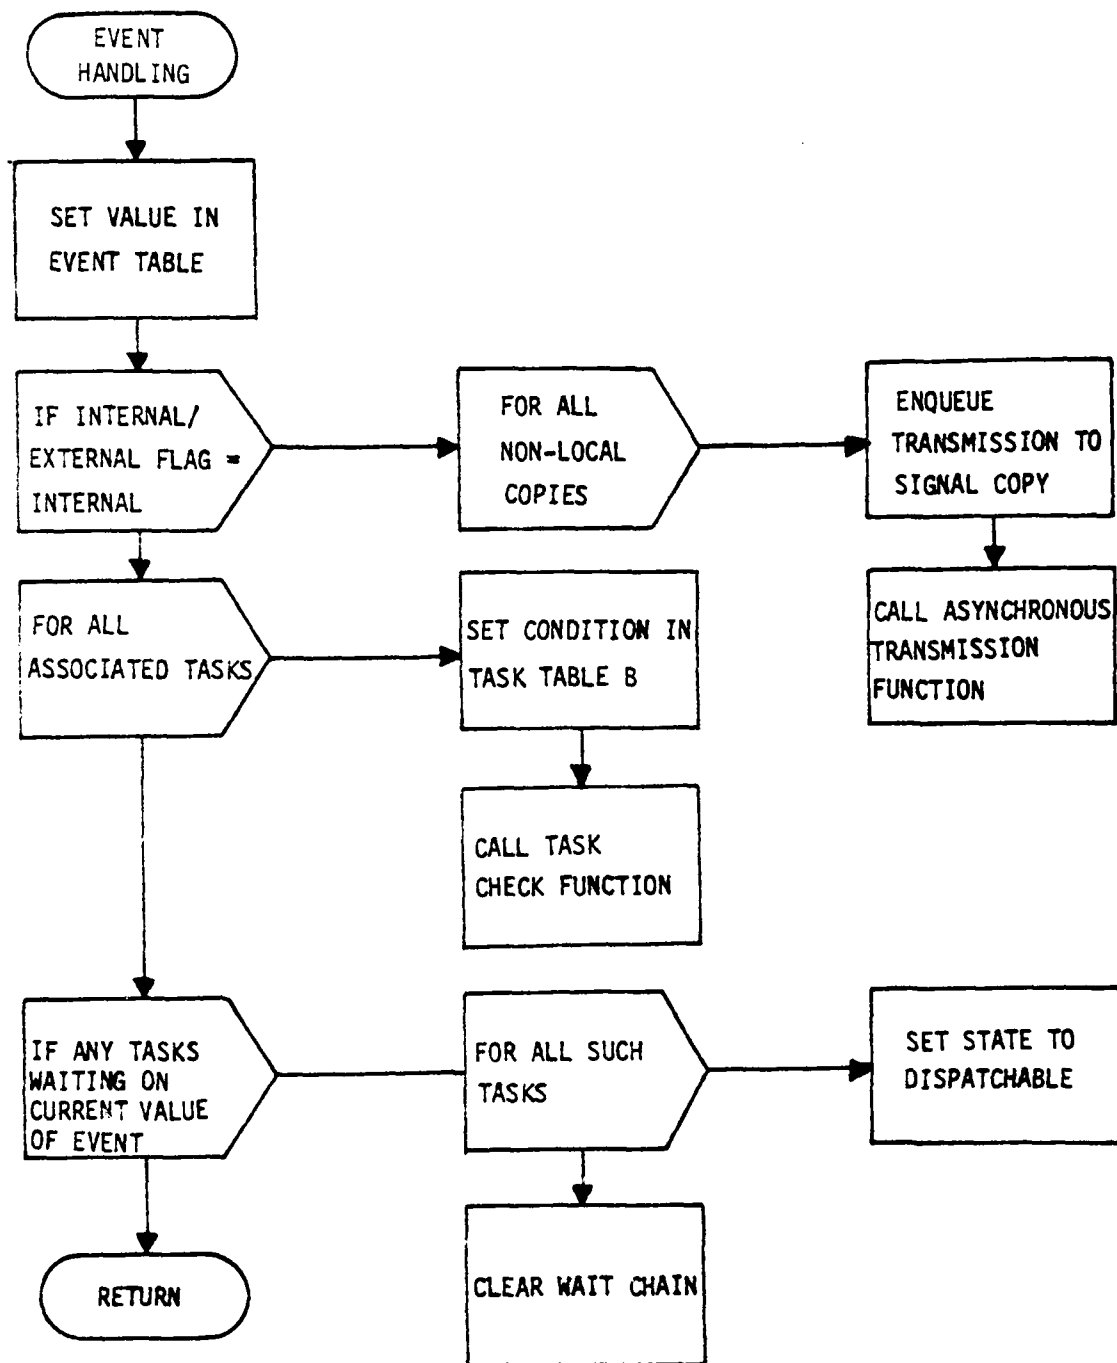 EVENT
HANDLING
SET VALUE IN
EVENT TABLE
IF INTERNAL/
EXTERNAL FLAG =
INTERNAL
FOR ALL
NON-LOCAL
COPIES
ENQUEUE
TRANSMISSION TO
SIGNAL COPY
CALL ASYNCHRONOUS
TRANSMISSION
FUNCTION
FOR ALL
ASSOCIATED TASKS
SET CONDITION IN
TASK TABLE B
CALL TASK
CHECK FUNCTION
IF ANY TASKS
WAITING ON
CURRENT VALUE
OF EVENT
FOR ALL SUCH
TASKS
SET STATE TO
DISPATCHABLE
CLEAR WAIT CHAIN
RETURN